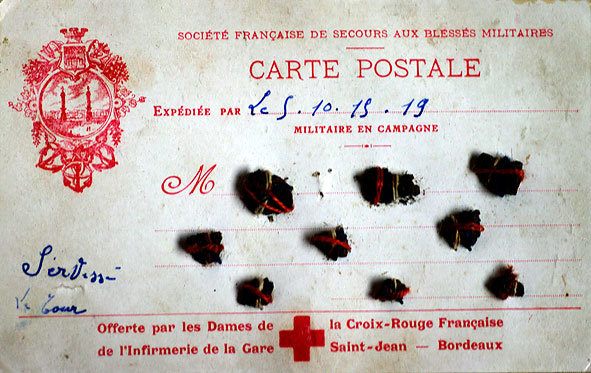 SOCIÉTÉ FRANÇAISE DE SECOURS AUX BLESSÉS MILITAIRES
CARTE POSTALE
EXPÉDIÉE PAR Le 5. 10. 15. 19
MILITAIRE EN CAMPAGNE
M
Tour
Offerte par les Dames de la Croix-Rouge Française
de l'Infirmerie de la Gare Saint-Jean — Bordeaux